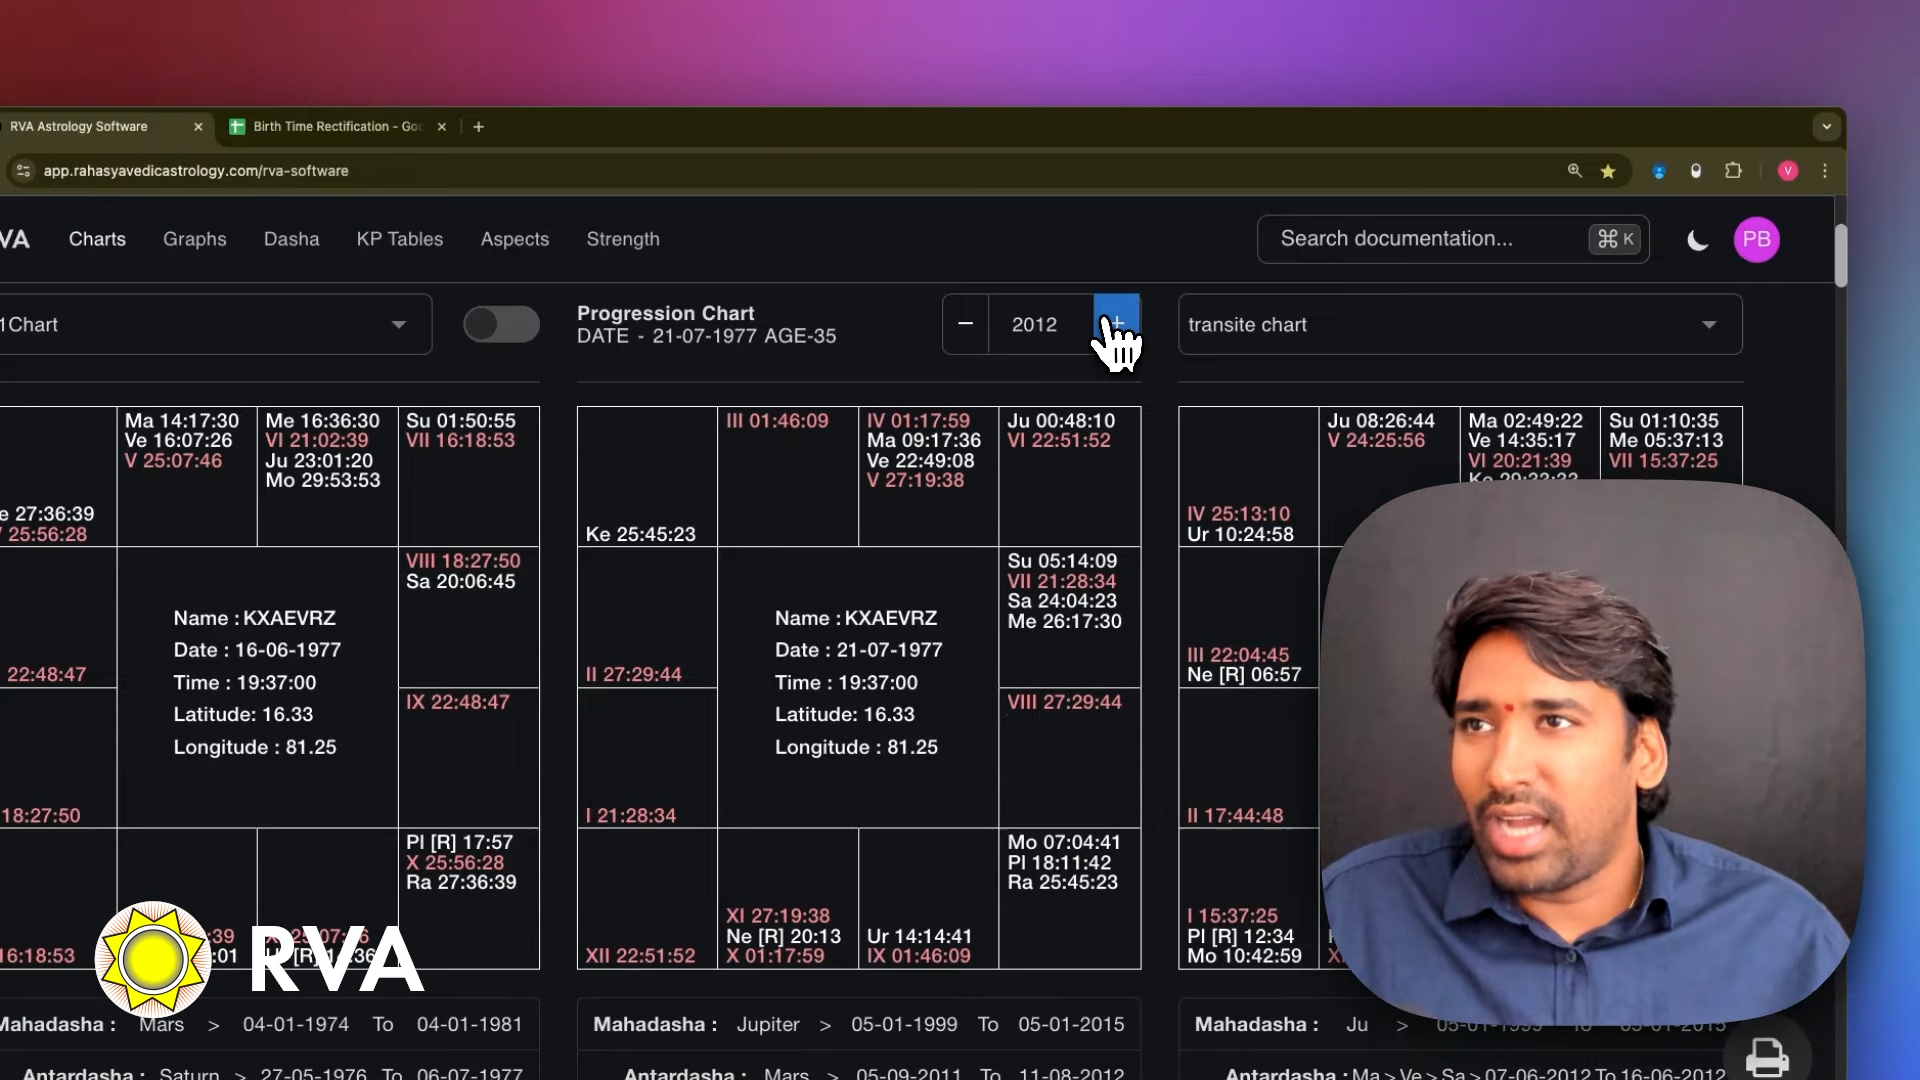 RVA Astrology Software
Birth Time Rectification - Goo
app.rahasyavedicastrology.com/rva-software
V
VA
Charts
Graphs
Dasha
KP Tables
Aspects
Strength
Search documentation...
⌘ K
PB
1Chart
Progression Chart
DATE - 21-07-1977 AGE-35
2012
transite chart
Ma 14:17:30
Ve 16:07:26
V 25:07:46
Me 16:36:30
VI 21:02:39
Ju 23:01:20
Mo 29:53:53
Su 01:50:55
VII 16:18:53
e 27:36:39
25:56:28
VIII 18:27:50
Sa 20:06:45
Name : KXAEVRZ
Date : 16-06-1977
Time : 19:37:00
Latitude: 16.33
Longitude : 81.25
22:48:47
IX 22:48:47
18:27:50
Pl [R] 17:57
X 25:56:28
Ra 27:36:39
16:18:53
III 01:46:09
IV 01:17:59
Ma 09:17:36
Ve 22:49:08
V 27:19:38
Ju 00:48:10
VI 22:51:52
Ke 25:45:23
Su 05:14:09
VII 21:28:34
Sa 24:04:23
Me 26:17:30
Name : KXAEVRZ
Date : 21-07-1977
Time : 19:37:00
Latitude: 16.33
Longitude : 81.25
II 27:29:44
VIII 27:29:44
I 21:28:34
Mo 07:04:41
Pl 18:11:42
Ra 25:45:23
XI 27:19:38
Ne [R] 20:13
X 01:17:59
Ur 14:14:41
IX 01:46:09
XII 22:51:52
Ju 08:26:44
V 24:25:56
Ma 02:49:22
Ve 14:35:17
VI 20:21:39
Su 01:10:35
Me 05:37:13
VII 15:37:25
IV 25:13:10
Ur 10:24:58
III 22:04:45
Ne [R] 06:57
II 17:44:48
I 15:37:25
Pl [R] 12:34
Mo 10:42:59
RVA
Mahadasha : Mars > 04-01-1974 To 04-01-1981
Antardasha : Saturn > 27-05-1976 To 06-07-1977
Mahadasha : Jupiter > 05-01-1999 To 05-01-2015
Antardasha : Mars > 05-09-2011 To 11-08-2012
Mahadasha : Ju > 05-01-1999 To 05-01-2015
Antardasha : Ma > Ve > Sa > 07-06-2012 To 16-06-2012